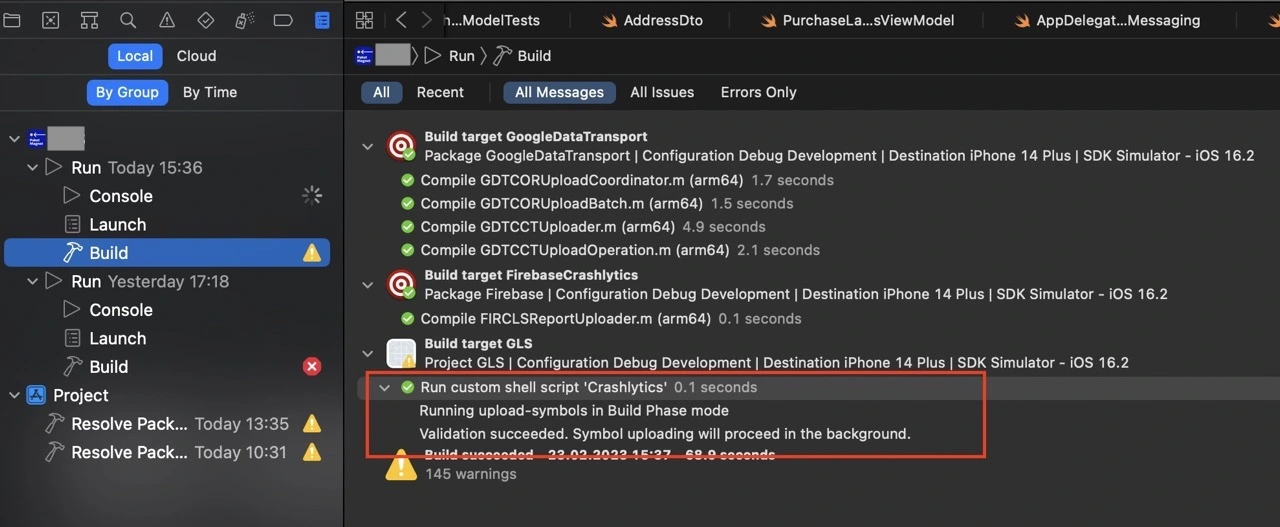 h...ModelTests
AddressDto
PurchaseLa...sViewModel
AppDelegat...Messaging
Local
Cloud
Run
Build
By Group
By Time
All
Recent
All Messages
All Issues
Errors Only
Run Today 15:36
Console
Launch
Build
Run Yesterday 17:18
Console
Launch
Build
Project
Resolve Pack... Today 13:35
Resolve Pack... Today 10:31
Build target GoogleDataTransport
Package GoogleDataTransport | Configuration Debug Development | Destination iPhone 14 Plus | SDK Simulator - iOS 16.2
Compile GDTCORUploadCoordinator.m (arm64) 1.7 seconds
Compile GDTCORUploadBatch.m (arm64) 1.5 seconds
Compile GDTCCTUploader.m (arm64) 4.9 seconds
Compile GDTCCTUploadOperation.m (arm64) 2.1 seconds
Build target FirebaseCrashlytics
Package Firebase | Configuration Debug Development | Destination iPhone 14 Plus | SDK Simulator - iOS 16.2
Compile FIRCLSReportUploader.m (arm64) 0.1 seconds
Build target GLS
Project GLS | Configuration Debug Development | Destination iPhone 14 Plus | SDK Simulator - iOS 16.2
Run custom shell script 'Crashlytics' 0.1 seconds
Running upload-symbols in Build Phase mode
Validation succeeded. Symbol uploading will proceed in the background.
Build succeeded 23.02.2023 15:37 68.9 seconds
145 warnings